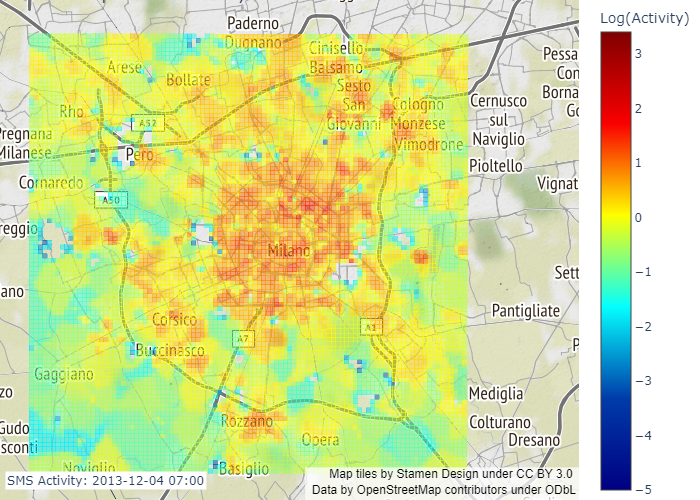 Log(Activity)
Paderno
Dugnano
Cinisello
Balsamo
Pessa
Con
Borna
Go
Arese
Bollate
Sesto
San
Giovanni
Cologno
Monzese
Cernusco
sul
Naviglio
Rho
A52
Pregnana
Milanese
Pero
Vimodrone
Pioltello
Cornaredo
Vignat
A50
reggio
Milano
Sett
ano
Pantigliate
Corsico
A7
A1
P
Buccinasco
Gaggiano
zzo
Mediglia
Gudo
sconti
Rozzano
Colturano
Dresano
Opera
Noviglio
Basiglio
SMS Activity: 2013-12-04 07:00
Map tiles by Stamen Design under CC BY 3.0
Data by OpenStreetMap contributors under ODbL
3
2
1
0
−1
−2
−3
−4
−5